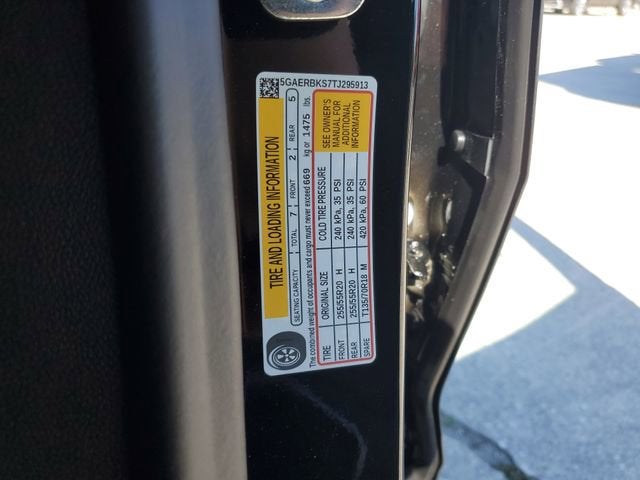 5GAERBKS7TJ295913
TIRE AND LOADING INFORMATION
SEATING CAPACITY TOTAL 7 FRONT 2 REAR 5
The combined weight of occupants and cargo must never exceed 669 kg or 1475 lbs.
TIRE ORIGINAL SIZE COLD TIRE PRESSURE
FRONT 255/55R20 H 240 kPa, 35 PSI
REAR 255/55R20 H 240 kPa, 35 PSI
SPARE T135/70R18 M 420 kPa, 60 PSI
SEE OWNER'S
MANUAL FOR
ADDITIONAL
INFORMATION